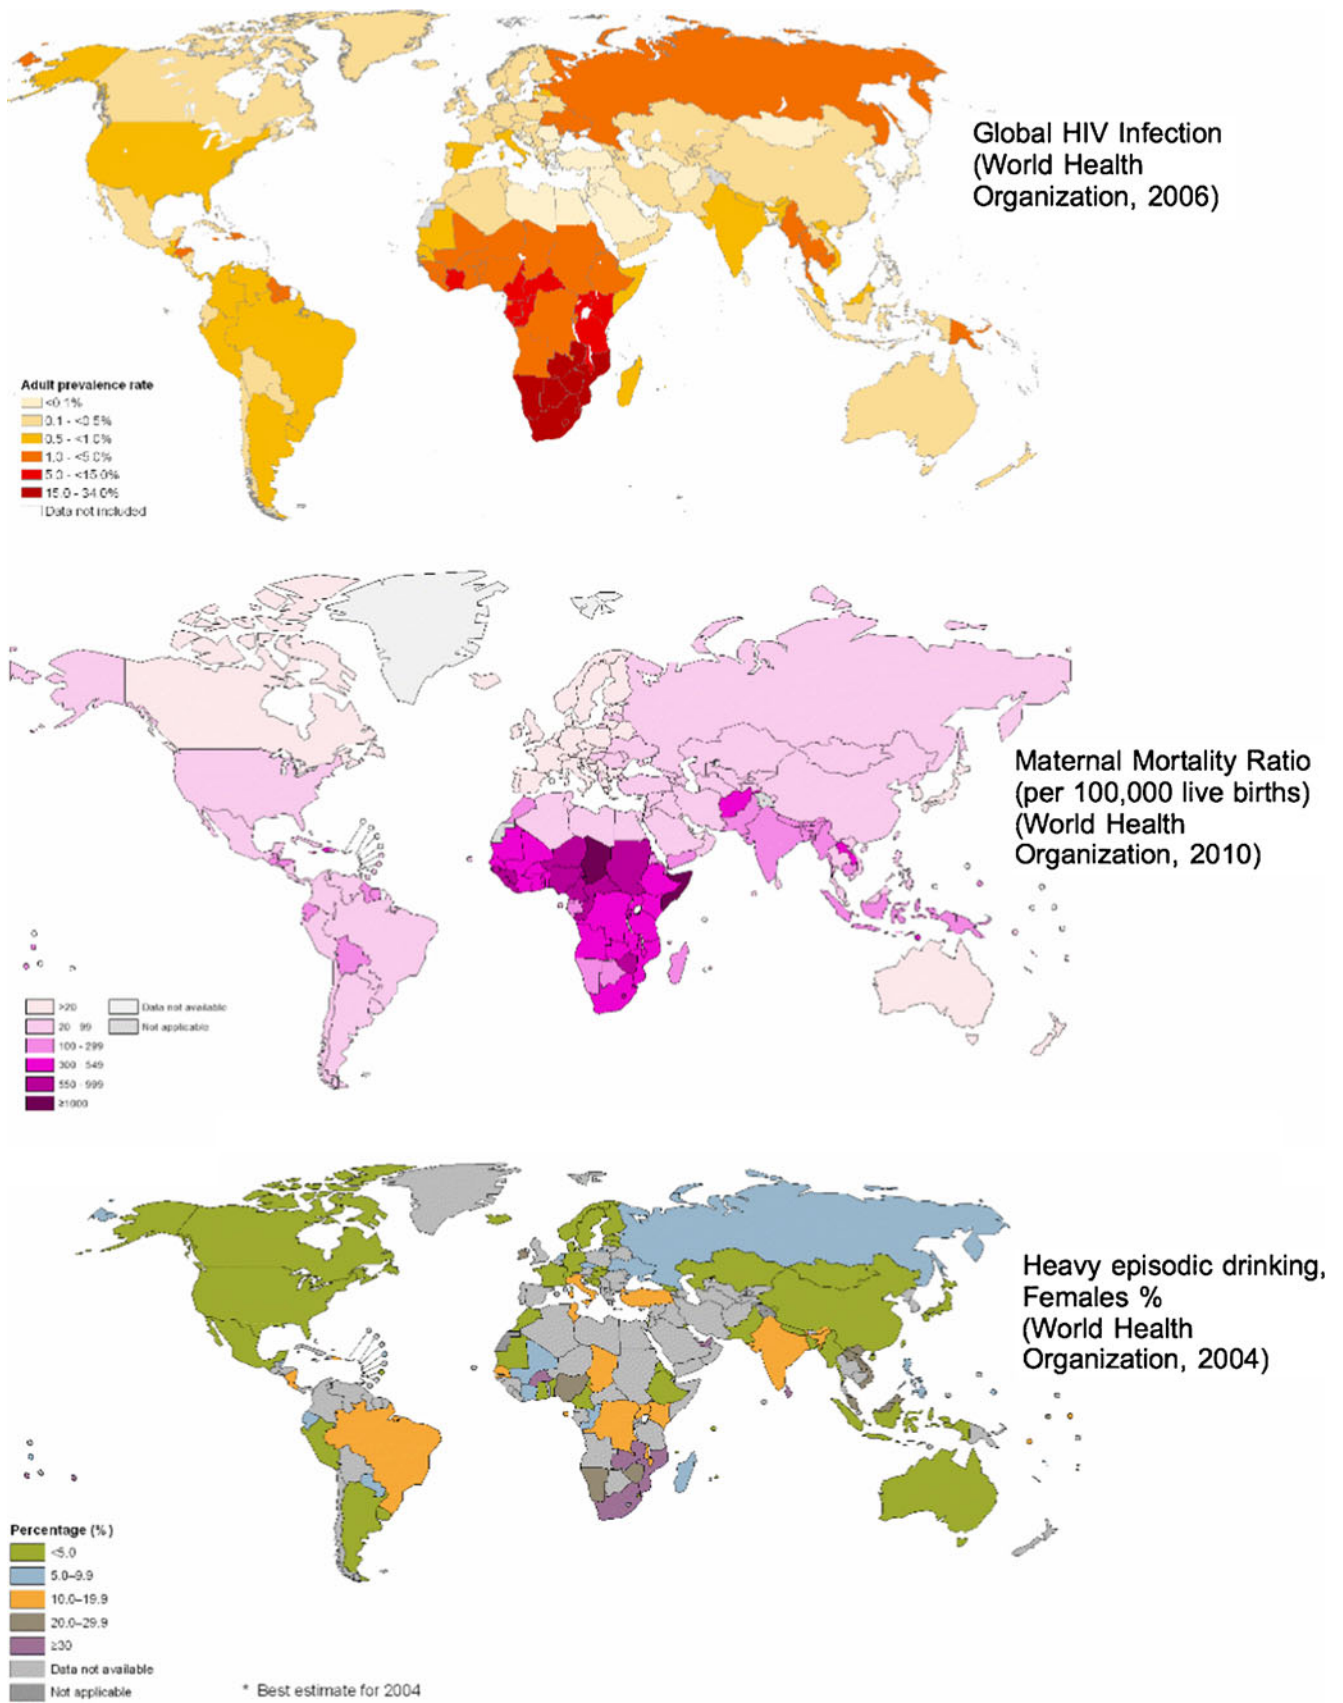 Global HIV Infection
(World Health
Organization, 2006)
Adult prevalence rate
<0.1%
0.1 - <0.5%
0.5 - <1.0%
1.0 - <5.0%
5.0 - <15.0%
15.0 - 34.0%
Data not included
Maternal Mortality Ratio
(per 100,000 live births)
(World Health
Organization, 2010)
>20
Data not available
20 - 99
Not applicable
100 - 299
300 - 549
550 - 999
≥1000
Heavy episodic drinking,
Females %
(World Health
Organization, 2004)
Percentage (%)
<5.0
5.0–9.9
10.0–19.9
20.0–29.9
≥30
Data not available
Not applicable
* Best estimate for 2004